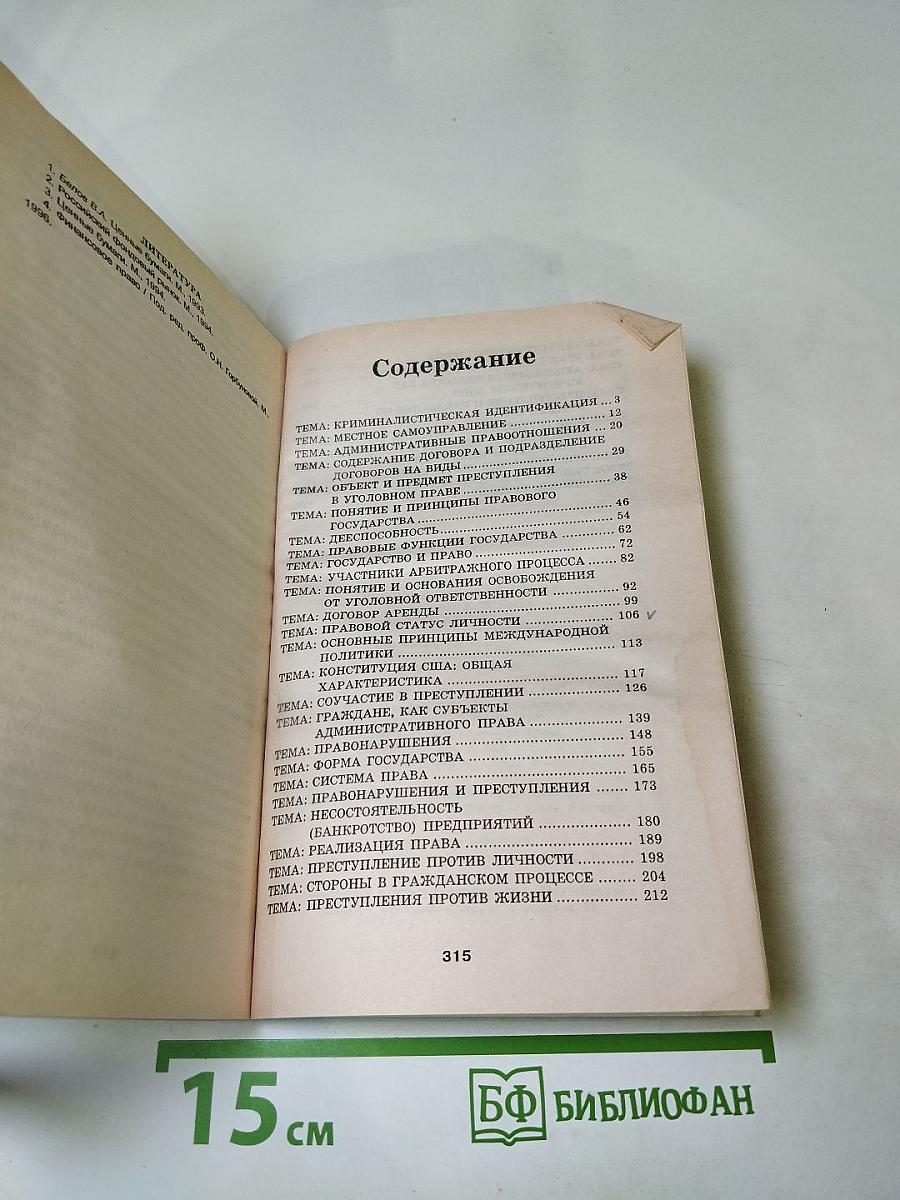 ЛИТЕРАТУРА
1. Белов В.А. Ценные бумаги. М., 1993.
2. Российский фондовый рынок. М., 1994.
3. Ценные бумаги. М., 1994.
4. Финансовое право / Под. ред. проф. О.Н. Горбуновой. М.,
1996.
Содержание
ТЕМА: КРИМИНАЛИСТИЧЕСКАЯ ИДЕНТИФИКАЦИЯ ... 3
ТЕМА: МЕСТНОЕ САМОУПРАВЛЕНИЕ ................. 12
ТЕМА: АДМИНИСТРАТИВНЫЕ ПРАВООТНОШЕНИЯ ... 20
ТЕМА: СОДЕРЖАНИЕ ДОГОВОРА И ПОДРАЗДЕЛЕНИЕ
ДОГОВОРОВ НА ВИДЫ ......................... 29
ТЕМА: ОБЪЕКТ И ПРЕДМЕТ ПРЕСТУПЛЕНИЯ
В УГОЛОВНОМ ПРАВЕ ......................... 38
ТЕМА: ПОНЯТИЕ И ПРИНЦИПЫ ПРАВОВОГО
ГОСУДАРСТВА ................................. 46
ТЕМА: ДЕЕСПОСОБНОСТЬ ............................. 54
ТЕМА: ПРАВОВЫЕ ФУНКЦИИ ГОСУДАРСТВА .......... 62
ТЕМА: ГОСУДАРСТВО И ПРАВО ........................ 72
ТЕМА: УЧАСТНИКИ АРБИТРАЖНОГО ПРОЦЕССА ...... 82
ТЕМА: ПОНЯТИЕ И ОСНОВАНИЯ ОСВОБОЖДЕНИЯ
ОТ УГОЛОВНОЙ ОТВЕТСТВЕННОСТИ ............. 92
ТЕМА: ДОГОВОР АРЕНДЫ ............................. 99
ТЕМА: ПРАВОВОЙ СТАТУС ЛИЧНОСТИ ............... 106 ✓
ТЕМА: ОСНОВНЫЕ ПРИНЦИПЫ МЕЖДУНАРОДНОЙ
ПОЛИТИКИ .................................... 113
ТЕМА: КОНСТИТУЦИЯ США: ОБЩАЯ
ХАРАКТЕРИСТИКА ............................. 117
ТЕМА: СОУЧАСТИЕ В ПРЕСТУПЛЕНИИ ................ 126
ТЕМА: ГРАЖДАНЕ, КАК СУБЪЕКТЫ
АДМИНИСТРАТИВНОГО ПРАВА ................. 139
ТЕМА: ПРАВОНАРУШЕНИЯ ............................ 148
ТЕМА: ФОРМА ГОСУДАРСТВА .......................... 155
ТЕМА: СИСТЕМА ПРАВА ............................... 165
ТЕМА: ПРАВОНАРУШЕНИЯ И ПРЕСТУПЛЕНИЯ ....... 173
ТЕМА: НЕСОСТОЯТЕЛЬНОСТЬ
(БАНКРОТСТВО) ПРЕДПРИЯТИЙ ................. 180
ТЕМА: РЕАЛИЗАЦИЯ ПРАВА ........................... 189
ТЕМА: ПРЕСТУПЛЕНИЕ ПРОТИВ ЛИЧНОСТИ ........... 198
ТЕМА: СТОРОНЫ В ГРАЖДАНСКОМ ПРОЦЕССЕ ........ 204
ТЕМА: ПРЕСТУПЛЕНИЯ ПРОТИВ ЖИЗНИ ................ 212
315
15 см
БФ БИБЛИОФАН